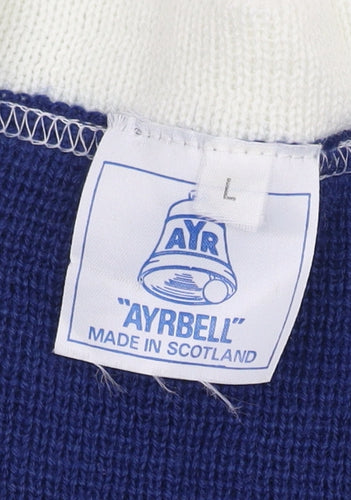 L
AYR
"AYRBELL"
MADE IN SCOTLAND